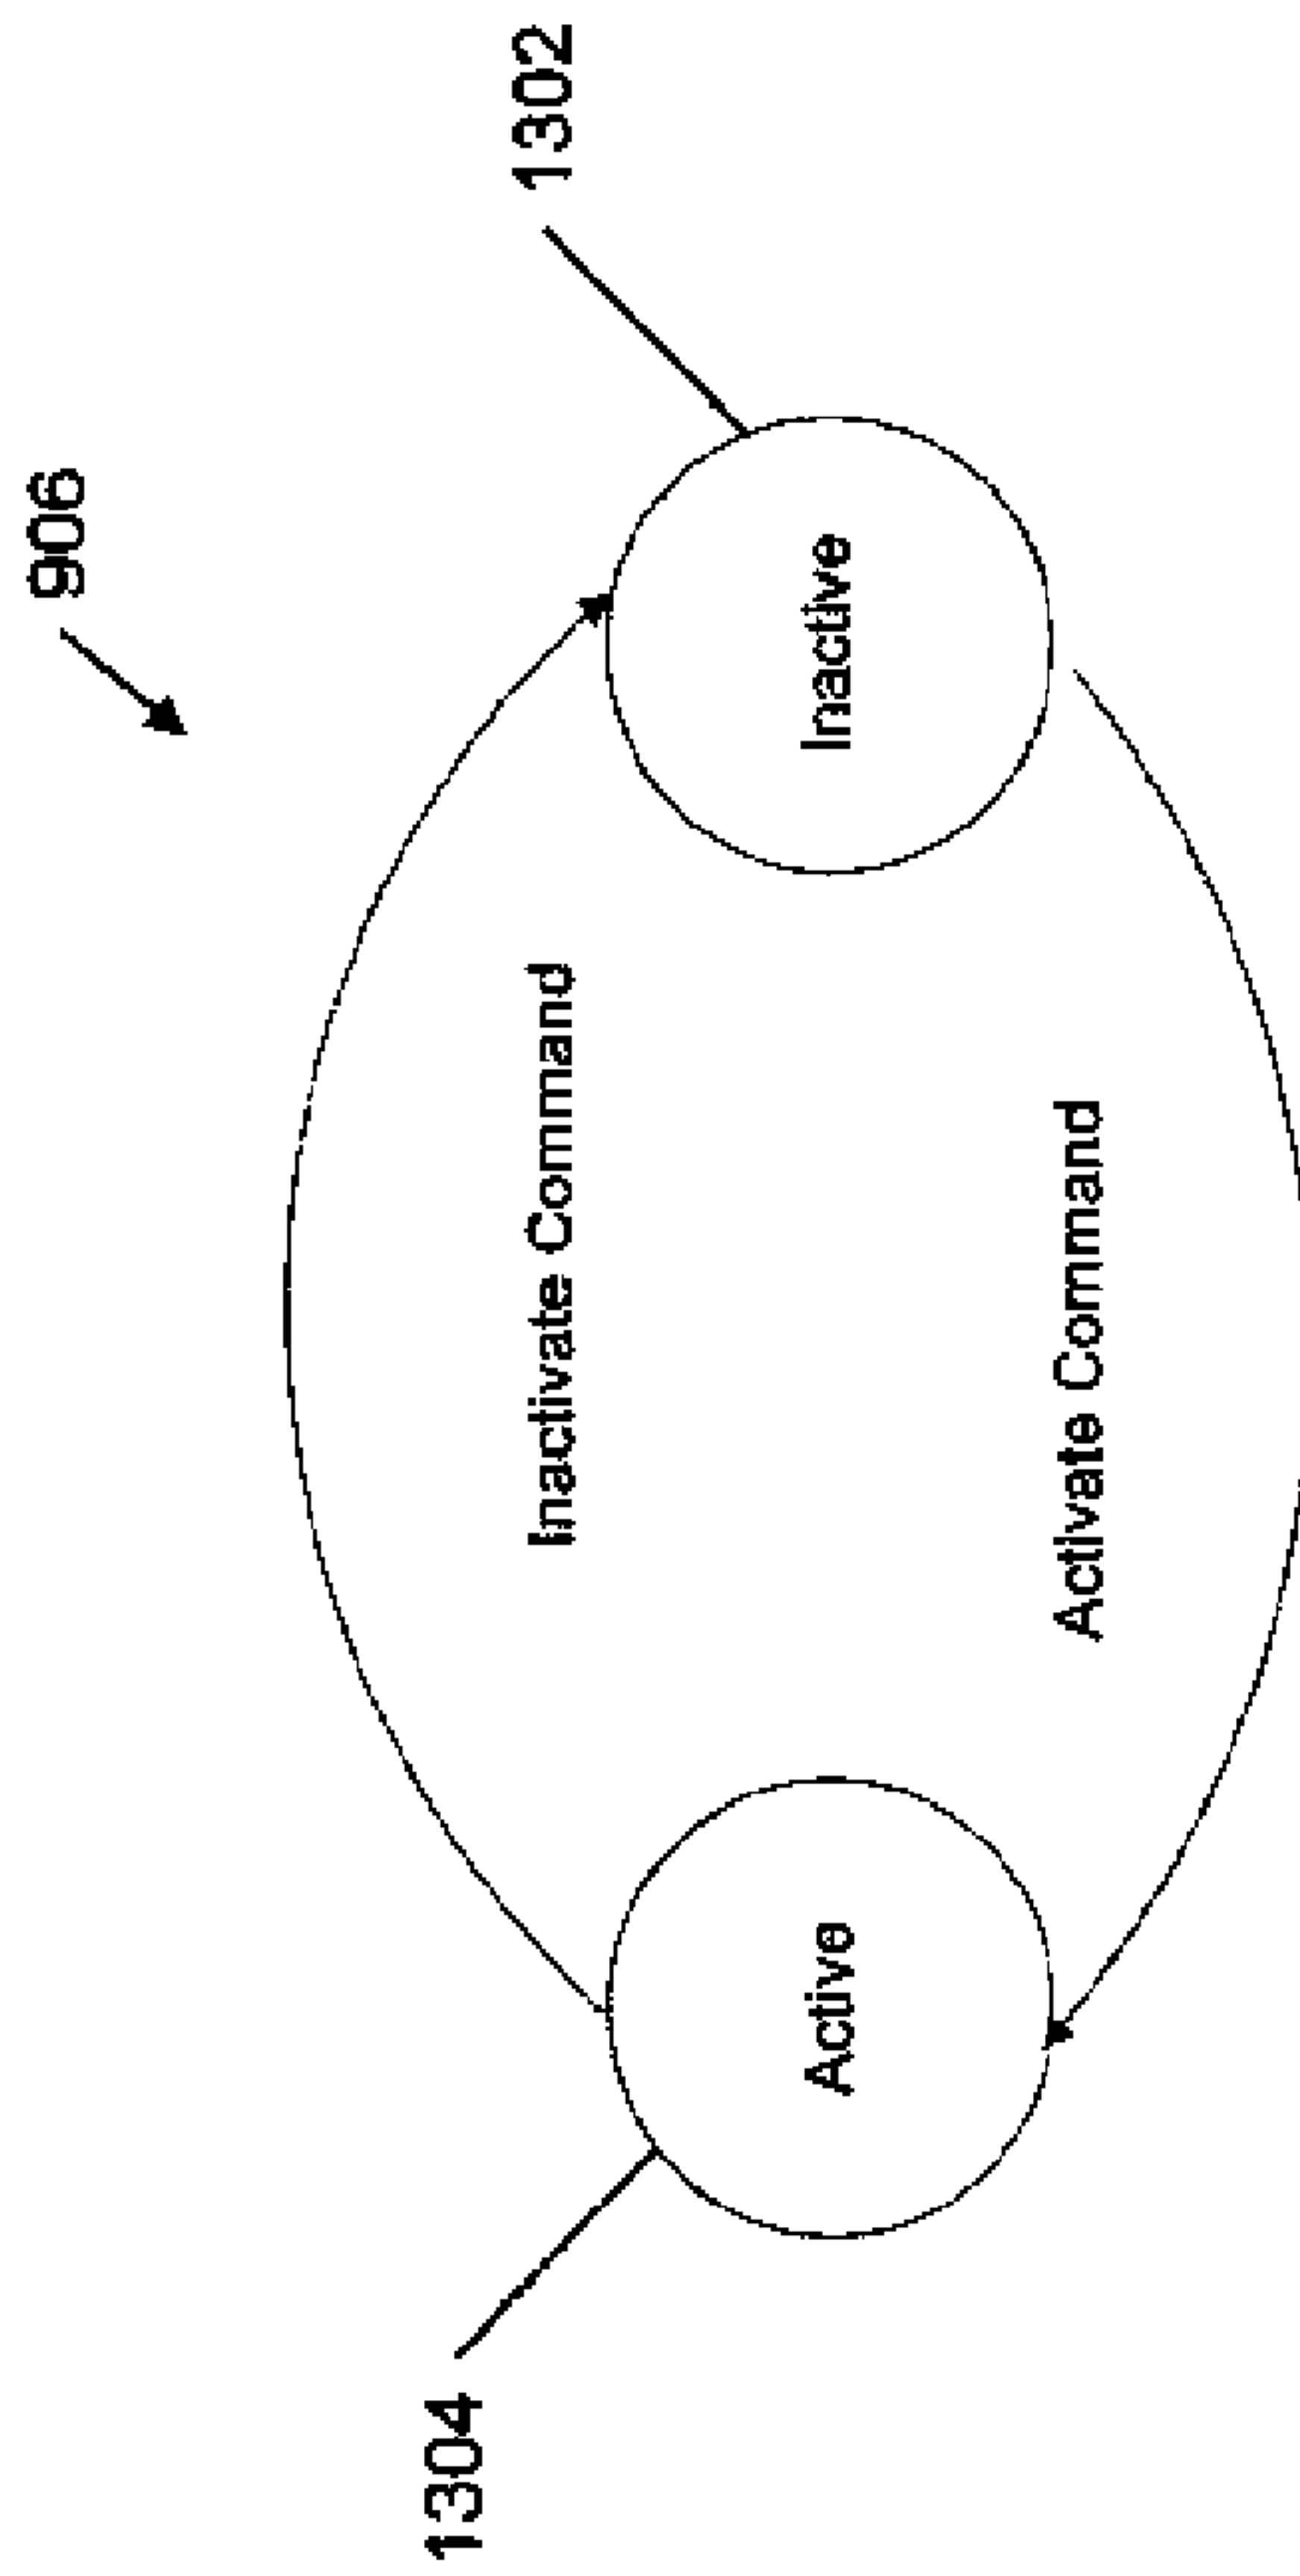 906
1302
Inactivate Command
Active
Inactive
Activate Command
1304